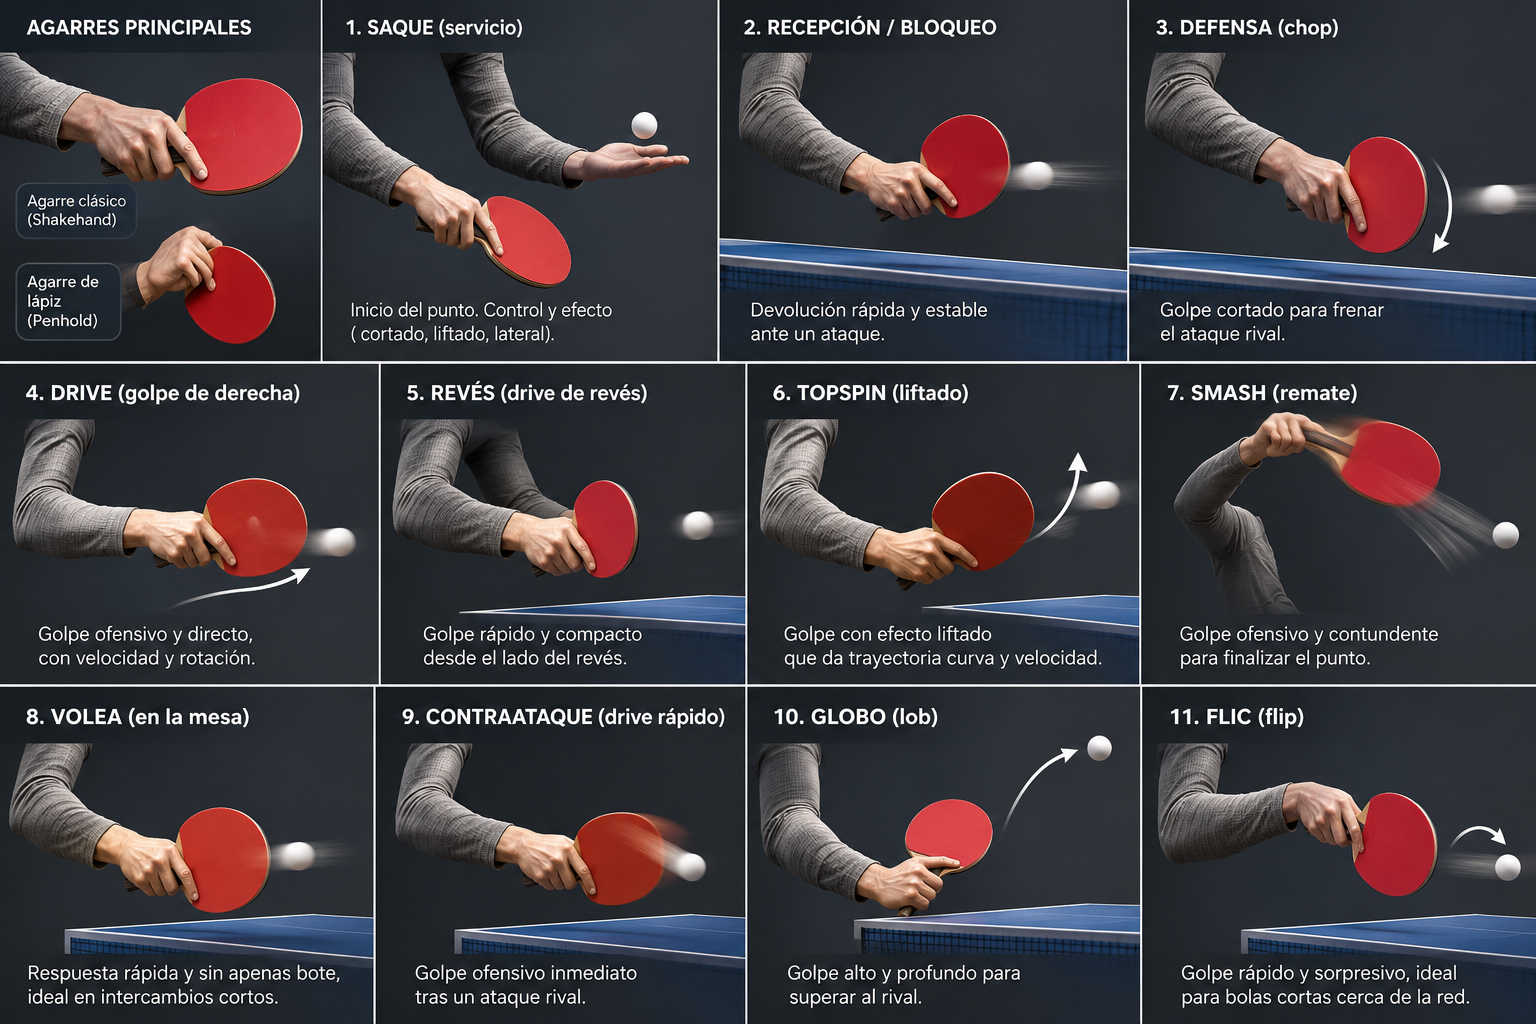 AGARRES PRINCIPALES
Agarre clásico
(Shakehand)
Agarre de
lápiz
(Penhold)
1. SAQUE (servicio)
Inicio del punto. Control y efecto
( cortado, liftado, lateral).
2. RECEPCIÓN / BLOQUEO
Devolución rápida y estable
ante un ataque.
3. DEFENSA (chop)
Golpe cortado para frenar
el ataque rival.
4. DRIVE (golpe de derecha)
Golpe ofensivo y directo,
con velocidad y rotación.
5. REVÉS (drive de revés)
Golpe rápido y compacto
desde el lado del revés.
6. TOPSPIN (liftado)
Golpe con efecto liftado
que da trayectoria curva y velocidad.
7. SMASH (remate)
Golpe ofensivo y contundente
para finalizar el punto.
8. VOLEA (en la mesa)
Respuesta rápida y sin apenas bote,
ideal en intercambios cortos.
9. CONTRAATAQUE (drive rápido)
Golpe ofensivo inmediato
tras un ataque rival.
10. GLOBO (lob)
Golpe alto y profundo para
superar al rival.
11. FLIC (flip)
Golpe rápido y sorpresivo, ideal
para bolas cortas cerca de la red.